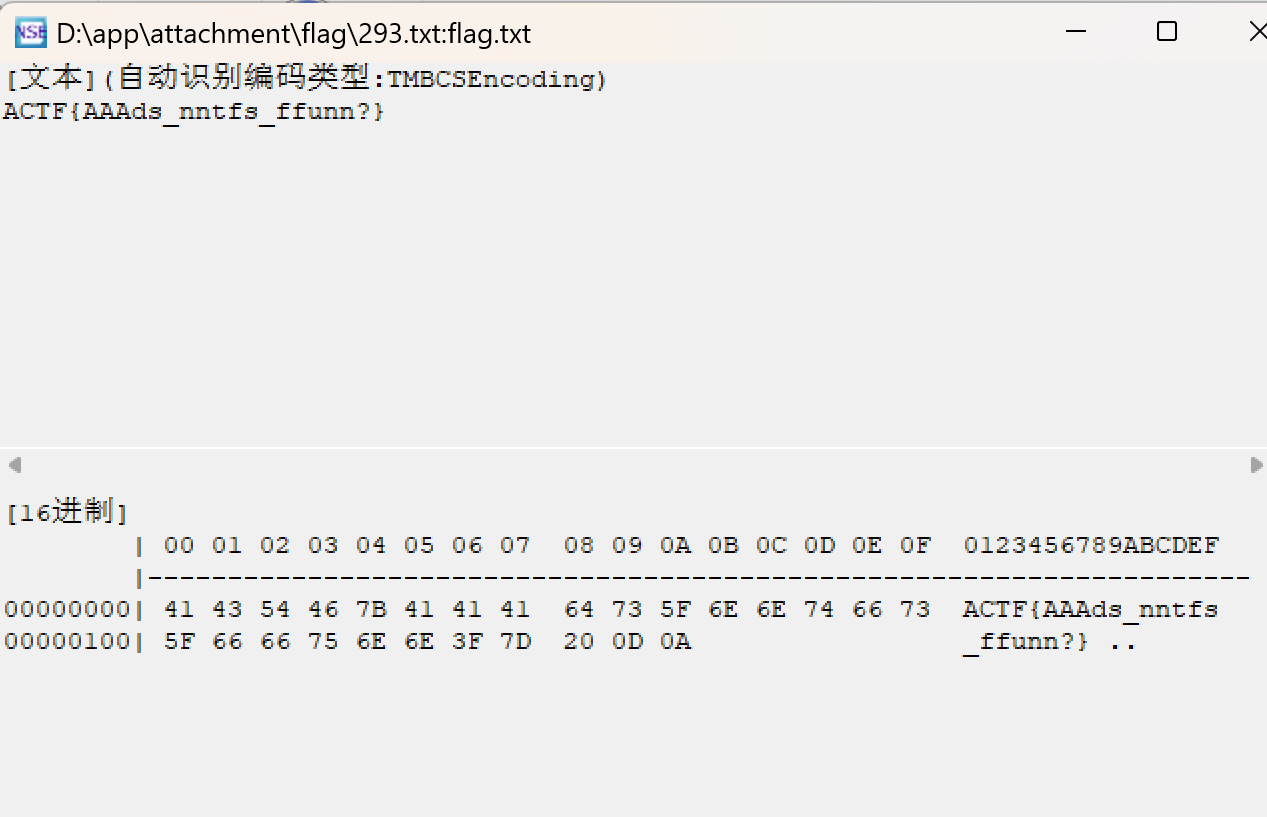 NSE D:\app\attachment\flag\293.txt:flag.txt
[文本](自动识别编码类型:TMBCSEncoding)
ACTF{AAAds_nntfs_ffunn?}
[16进制]
| 00 01 02 03 04 05 06 07  08 09 0A 0B 0C 0D 0E 0F  0123456789ABCDEF
|---------------------------------------------------------------------
00000000| 41 43 54 46 7B 41 41 41  64 73 5F 6E 6E 74 66 73  ACTF{AAAds_nntfs
00000100| 5F 66 66 75 6E 6E 3F 7D  20 0D 0A  _ffunn?} ..